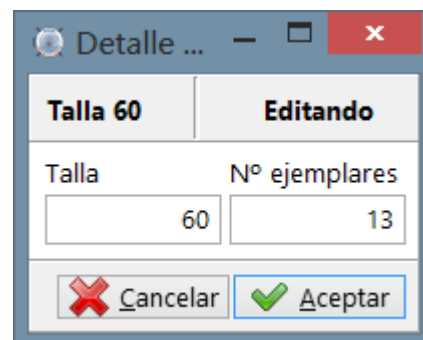 Detalle ...
Talla 60 Editando
Talla Nº ejemplares
60 13
Cancelar Aceptar